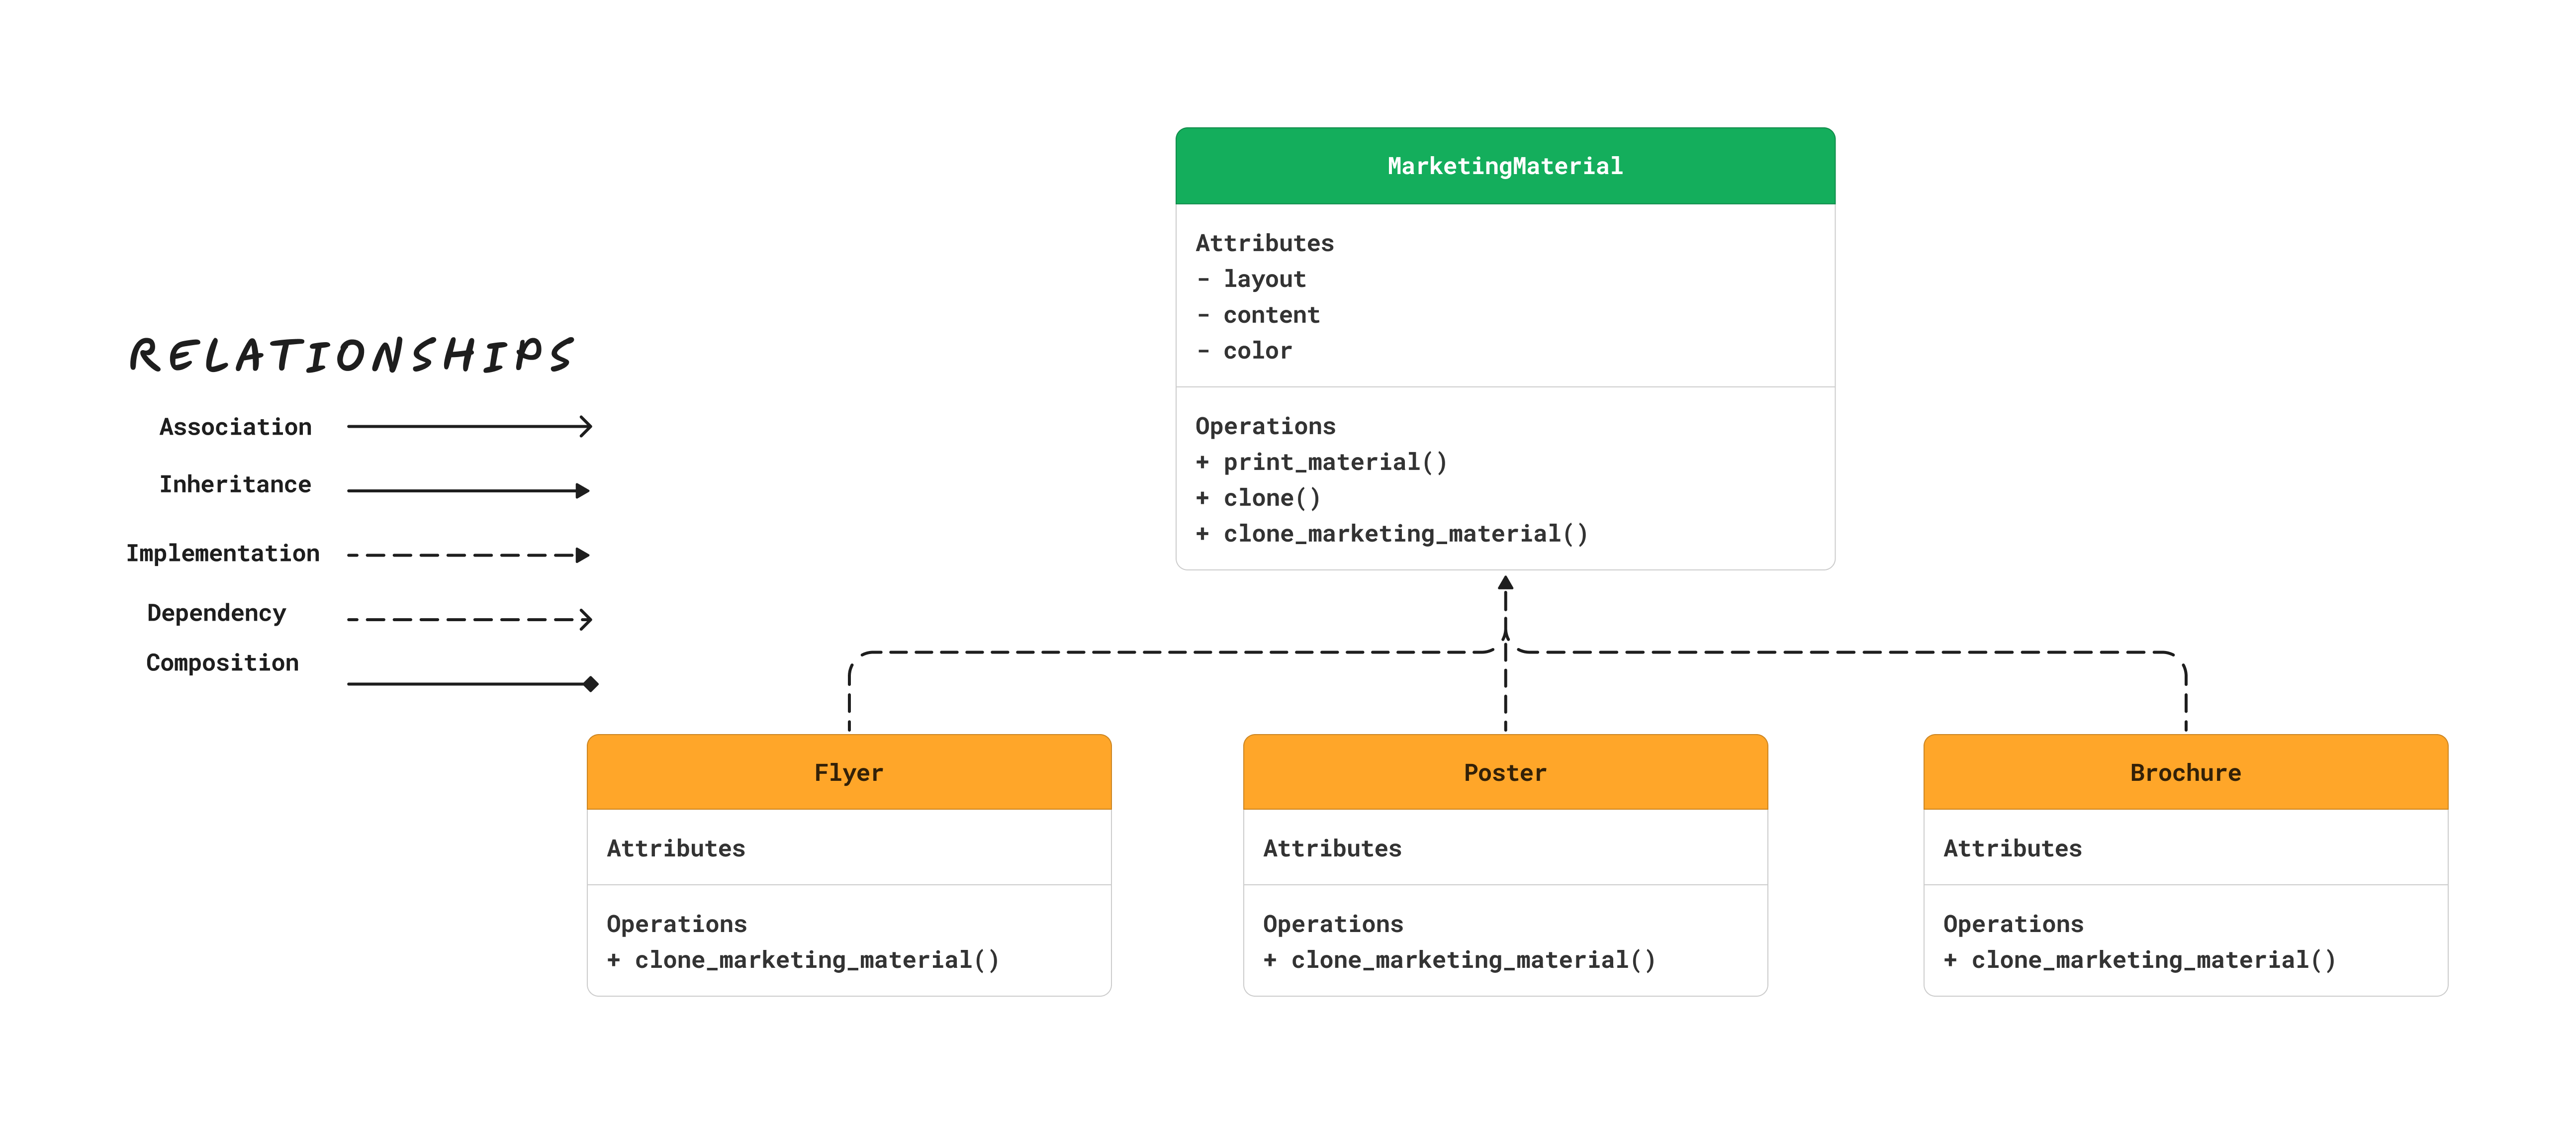 MarketingMaterial
Attributes
- layout
- content
- color
Operations
+ print_material()
+ clone()
+ clone_marketing_material()
RELATIONSHIPS
Association
Inheritance
Implementation
Dependency
Composition
Flyer
Attributes
Operations
+ clone_marketing_material()
Poster
Attributes
Operations
+ clone_marketing_material()
Brochure
Attributes
Operations
+ clone_marketing_material()